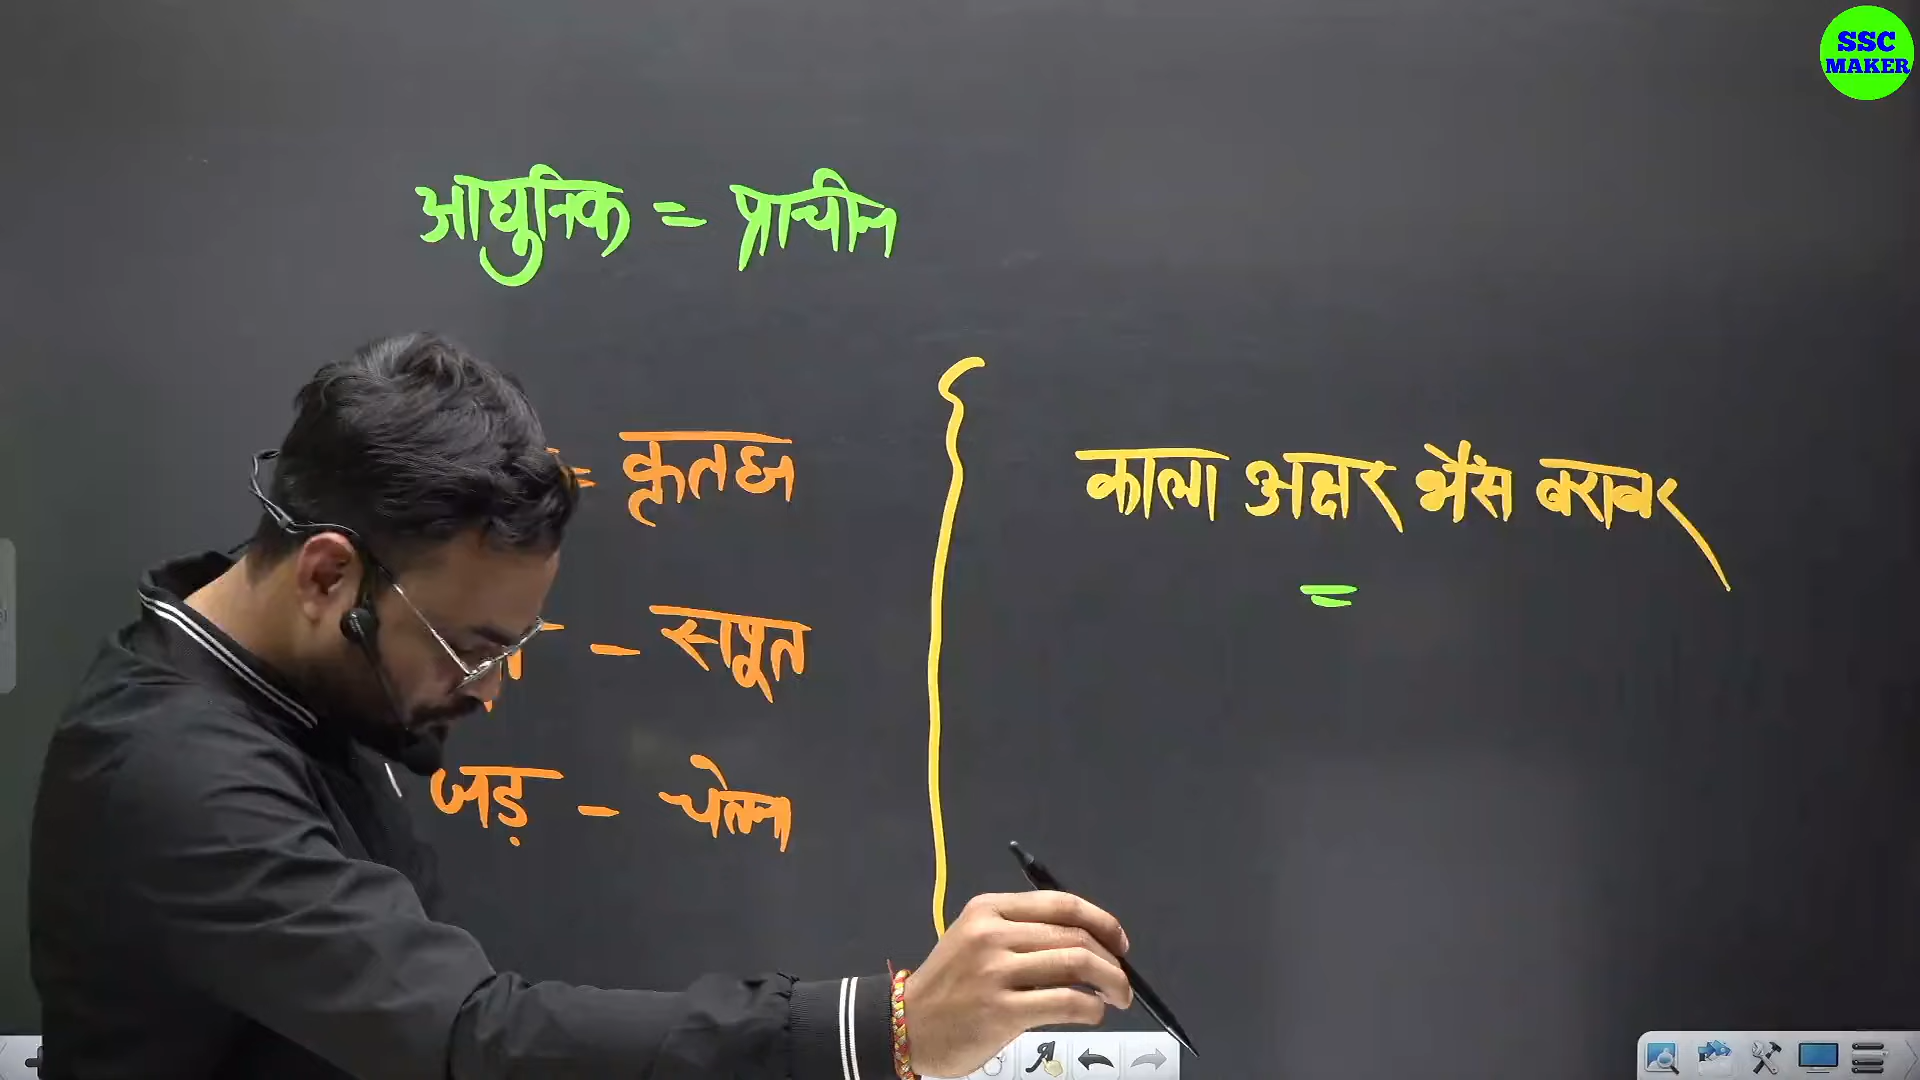 SSC
MAKER
आधुनिक = प्राचीन
= कृतघ्न
काला अक्षर भैंस बराबर
=
- सपूत
जड़ - चेतन